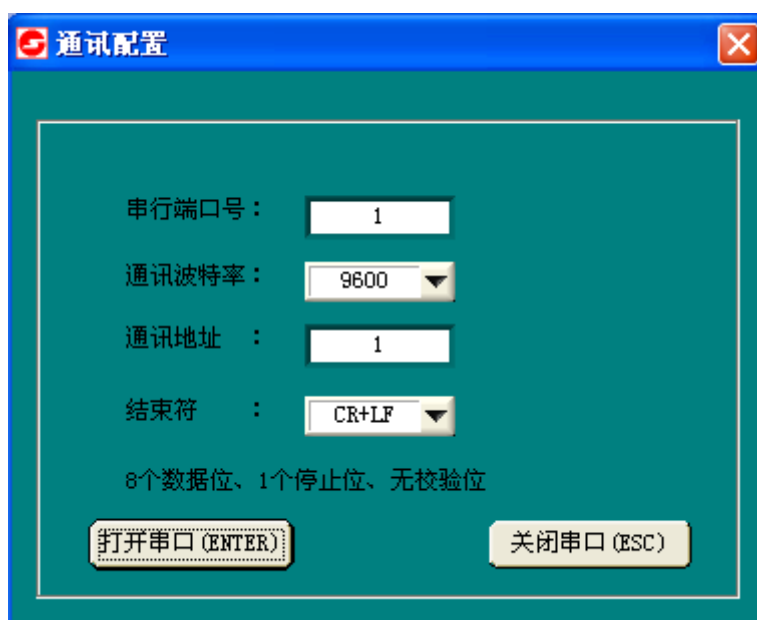 通讯配置
串行端口号： 1
通讯波特率： 9600
通讯地址 ： 1
结束符 ： CR+LF
8个数据位、1个停止位、无校验位
打开串口(ENTER) 关闭串口(ESC)